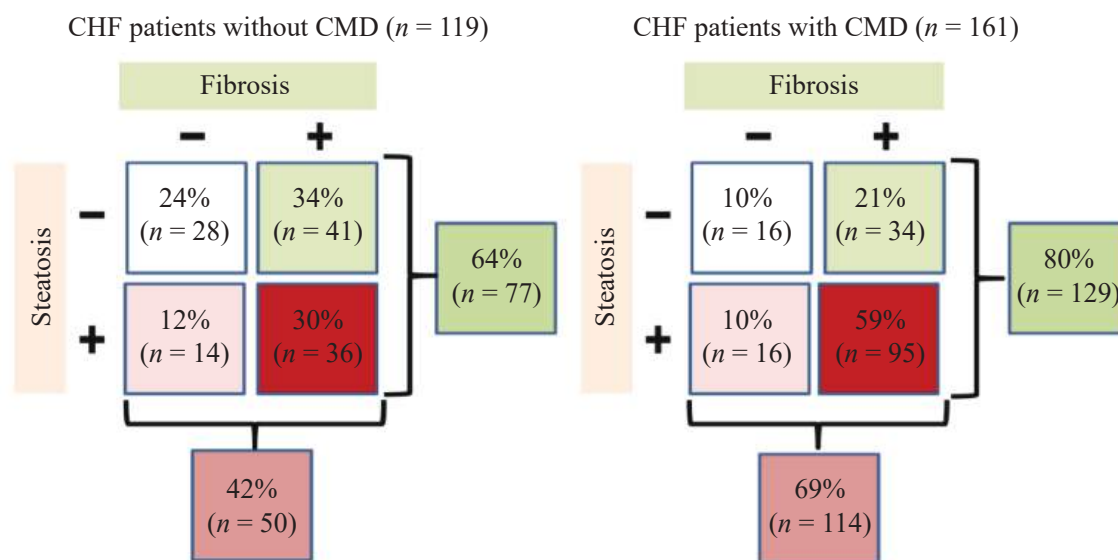 CHF patients without CMD (n = 119)
Fibrosis
− +
Steatosis
−
24%
(n = 28)
34%
(n = 41)
+
12%
(n = 14)
30%
(n = 36)
64%
(n = 77)
42%
(n = 50)
CHF patients with CMD (n = 161)
Fibrosis
− +
Steatosis
−
10%
(n = 16)
21%
(n = 34)
+
10%
(n = 16)
59%
(n = 95)
80%
(n = 129)
69%
(n = 114)